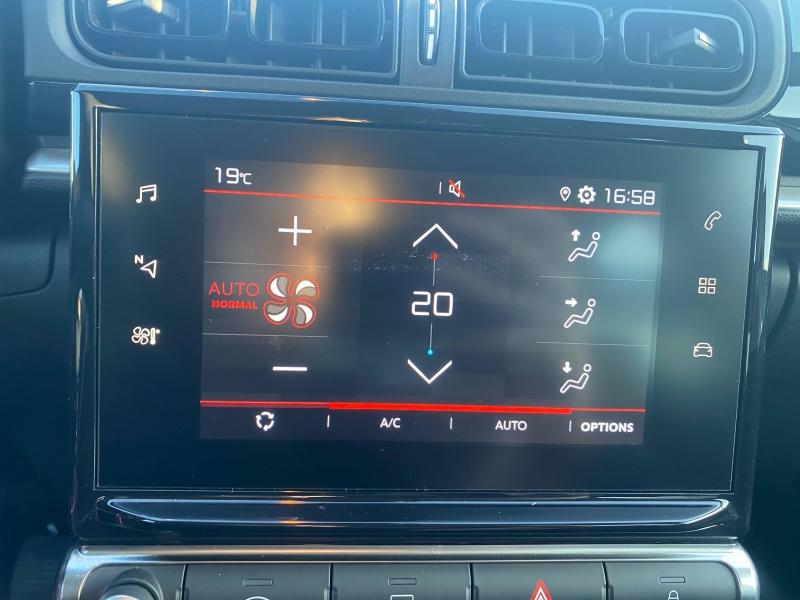 19°C 16:58
N
AUTO
NORMAL
20
A/C AUTO OPTIONS